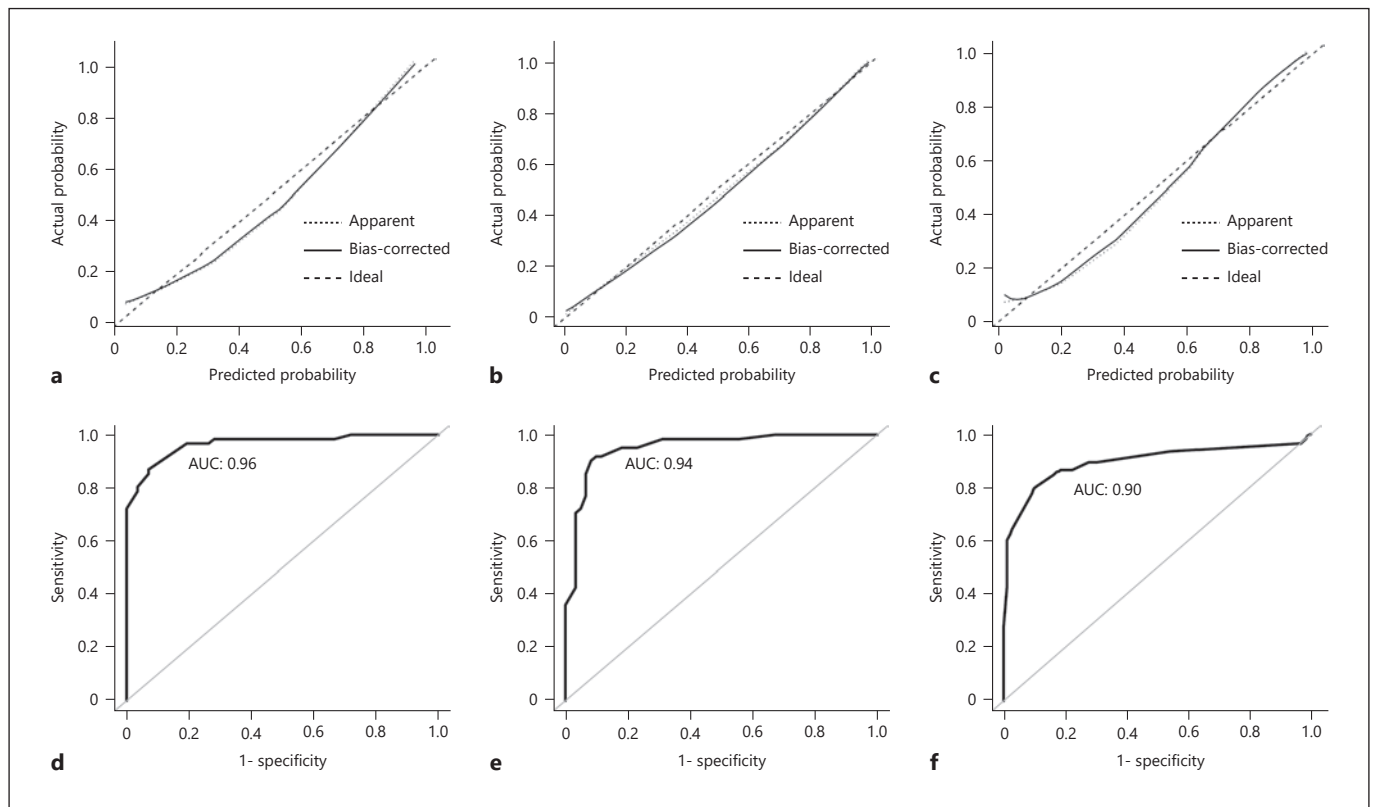 1.0
0.8
0.6
0.4
0.2
0
Actual probability
Apparent
Bias-corrected
Ideal
0 0.2 0.4 0.6 0.8 1.0
a Predicted probability
1.0
0.8
0.6
0.4
0.2
0
Actual probability
Apparent
Bias-corrected
Ideal
0 0.2 0.4 0.6 0.8 1.0
b Predicted probability
1.0
0.8
0.6
0.4
0.2
0
Actual probability
Apparent
Bias-corrected
Ideal
0 0.2 0.4 0.6 0.8 1.0
c Predicted probability
1.0
0.8
0.6
0.4
0.2
0
Sensitivity
AUC: 0.96
0 0.2 0.4 0.6 0.8 1.0
d 1- specificity
1.0
0.8
0.6
0.4
0.2
0
Sensitivity
AUC: 0.94
0 0.2 0.4 0.6 0.8 1.0
e 1- specificity
1.0
0.8
0.6
0.4
0.2
0
Sensitivity
AUC: 0.90
0 0.2 0.4 0.6 0.8 1.0
f 1- specificity